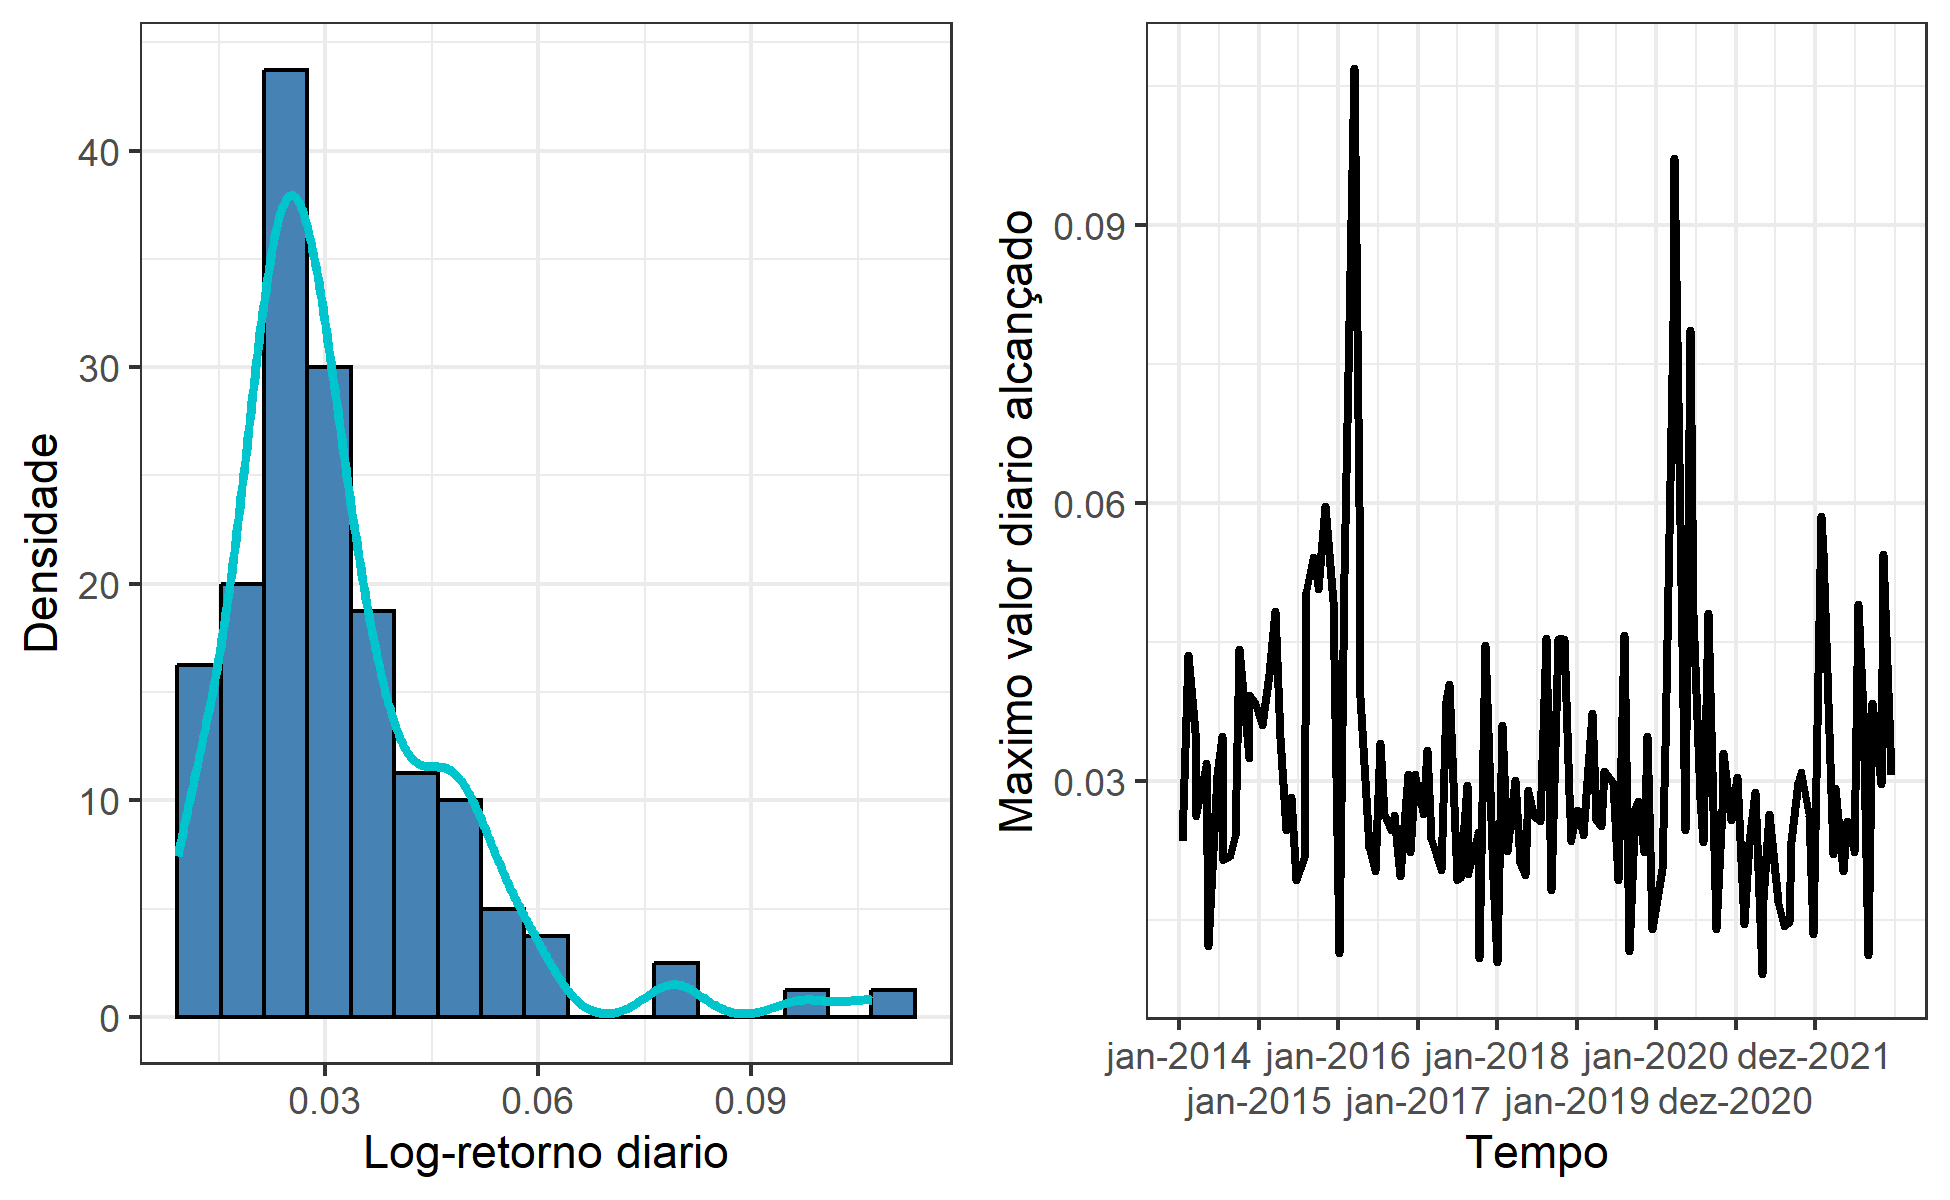 Densidade
40
30
20
10
0
0.03 0.06 0.09
Log-retorno diario
Maximo valor diario alcançado
0.09
0.06
0.03
jan-2014 jan-2016 jan-2018 jan-2020 dez-2021
jan-2015 jan-2017 jan-2019 dez-2020
Tempo